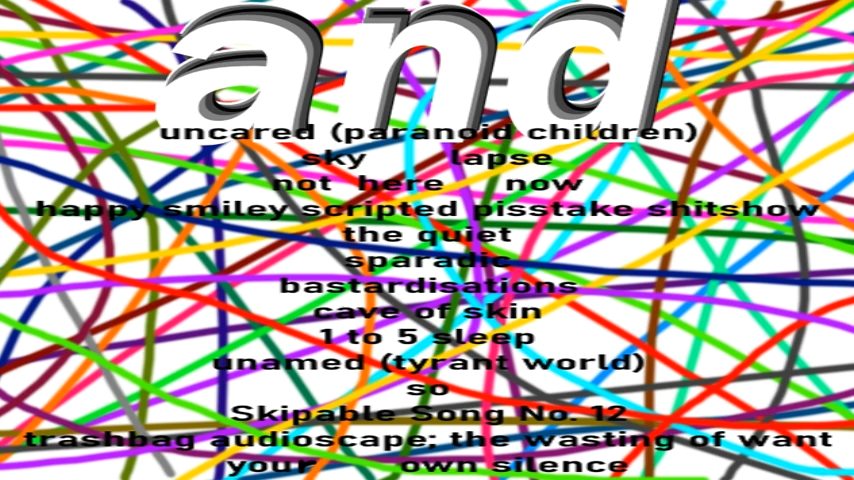 and
uncared (paranoid children)
sky lapse
not here now
happy smiley scripted pisstake shitshow
the quiet
sparadic
bastardisations
cave of skin
1 to 5 sleep
unamed (tyrant world)
so
Skipable Song No. 12
trashbag audioscape; the wasting of want
your own silence